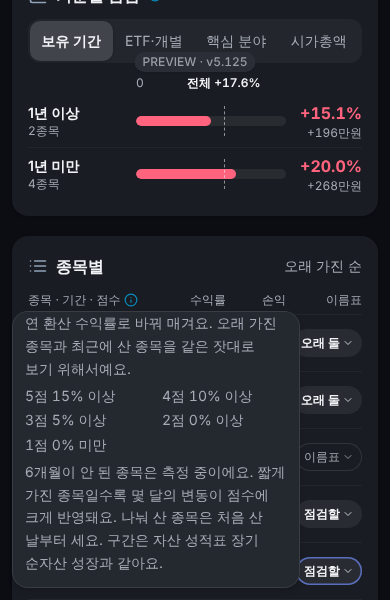 보유 기간
ETF·개별
핵심 분야
시가총액
PREVIEW · v5.125
0
전체 +17.6%
1년 이상
2종목
+15.1%
+196만원
1년 미만
4종목
+20.0%
+268만원
종목별
오래 가진 순
종목 · 기간 · 점수
수익률
손익
이름표
연 환산 수익률로 바꿔 매겨요. 오래 가진
종목과 최근에 산 종목을 같은 잣대로
보기 위해서예요.
5점 15% 이상
4점 10% 이상
3점 5% 이상
2점 0% 이상
1점 0% 미만
6개월이 안 된 종목은 측정 중이에요. 짧게
가진 종목일수록 몇 달의 변동이 점수에
크게 반영돼요. 나눠 산 종목은 처음 산
날부터 세요. 구간은 자산 성적표 장기
순자산 성장과 같아요.
오래 둘
오래 둘
이름표
점검할
점검할